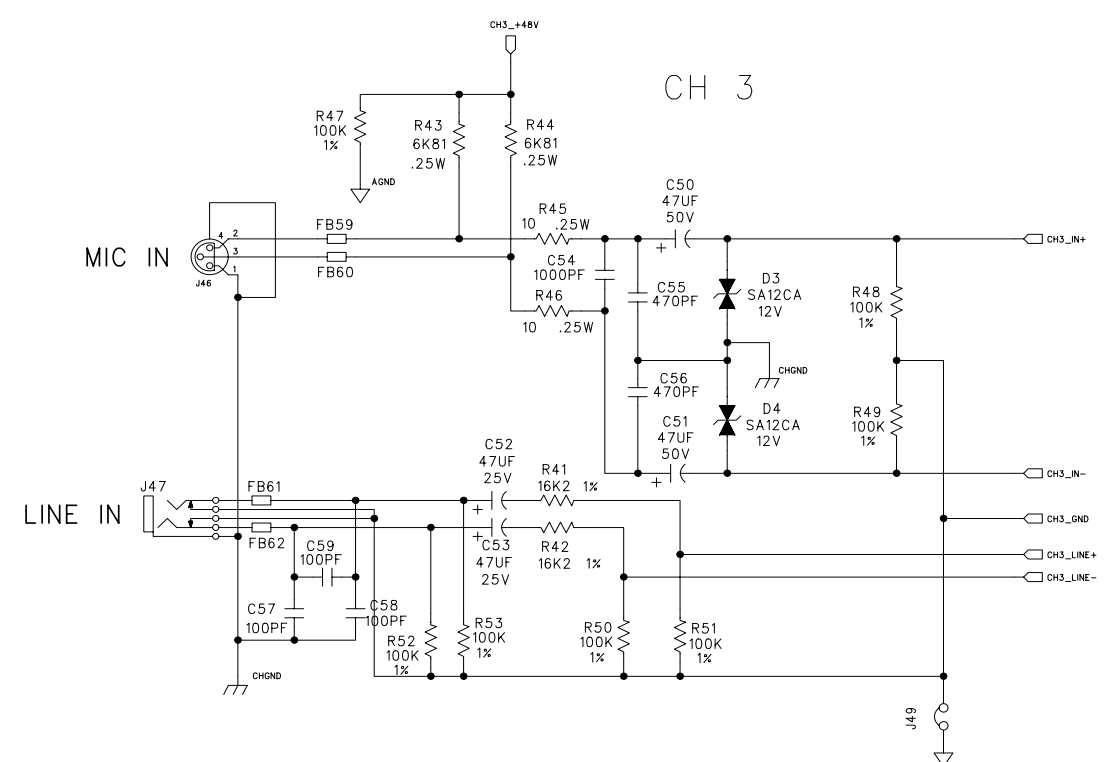 CH3_+48V
CH 3
R47
100K
1%
R43
6K81
.25W
R44
6K81
.25W
AGND
C50
47UF
50V
MIC IN
4
2
3
1
J46
FB59
FB60
R45
10
.25W
+
C54
1000PF
R46
10
.25W
C55
470PF
D3
SA12CA
12V
R48
100K
1%
CH3_IN+
CHGND
C56
470PF
C51
47UF
50V
+
D4
SA12CA
12V
R49
100K
1%
CH3_IN-
LINE IN
J47
FB61
FB62
C52
47UF
25V
+
R41
16K2
1%
C53
47UF
25V
+
R42
16K2
1%
CH3_GND
CH3_LINE+
CH3_LINE-
C59
100PF
C57
100PF
C58
100PF
R52
100K
1%
R53
100K
1%
R50
100K
1%
R51
100K
1%
CHGND
J49